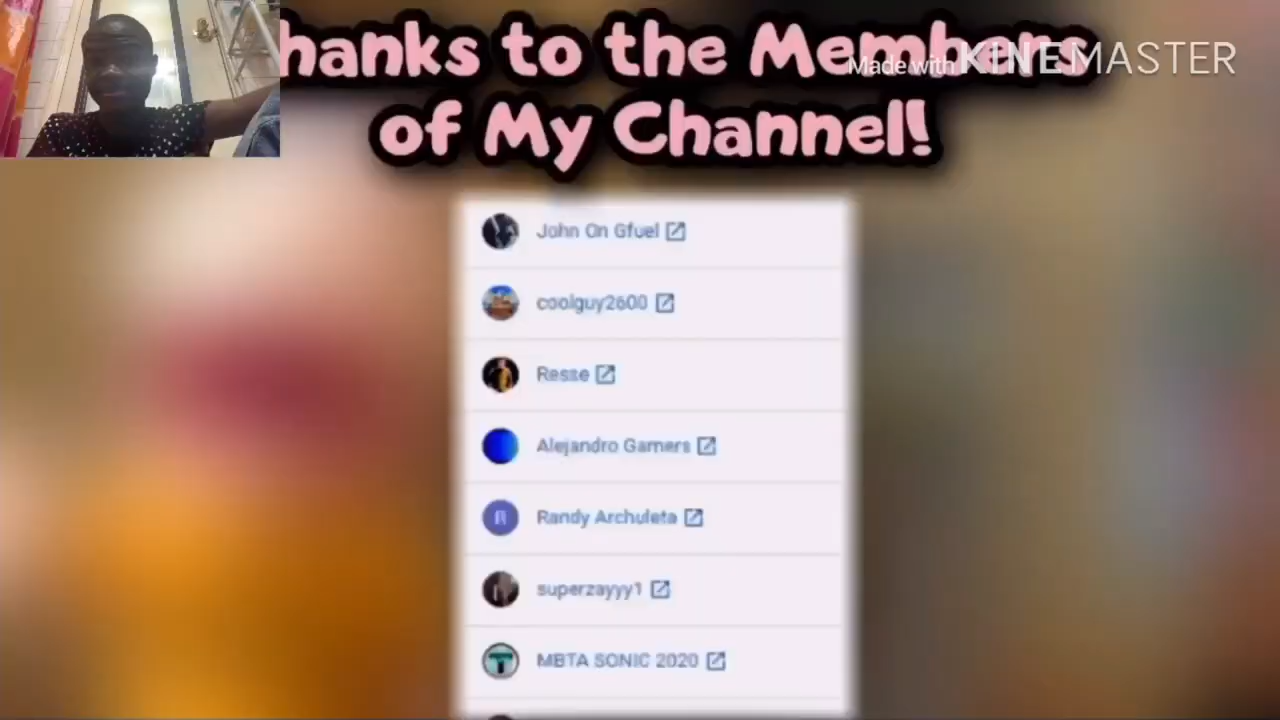 hanks to the Members
Made with KINEMASTER
of My Channel!
John On Gfuel
coolguy2600
Resse
Alejandro Gamers
R
Randy Archuleta
superzayyy1
T
MBTA SONIC 2020